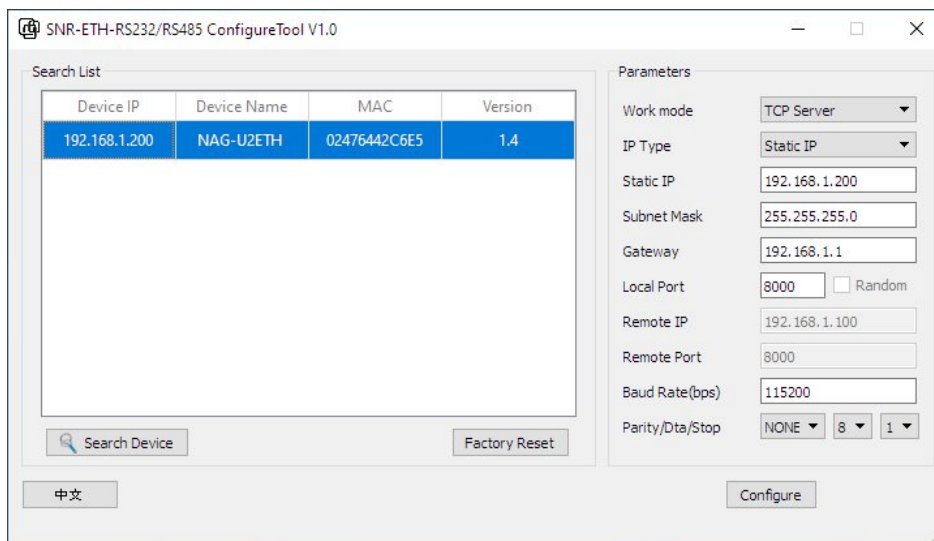 SNR-ETH-RS232/RS485 ConfigureTool V1.0
Search List
Device IP Device Name MAC Version
192.168.1.200 NAG-U2ETH 02476442C6E5 1.4
Search Device
Factory Reset
中文
Parameters
Work mode TCP Server
IP Type Static IP
Static IP 192.168.1.200
Subnet Mask 255.255.255.0
Gateway 192.168.1.1
Local Port 8000 Random
Remote IP 192.168.1.100
Remote Port 8000
Baud Rate(bps) 115200
Parity/Dta/Stop NONE 8 1
Configure